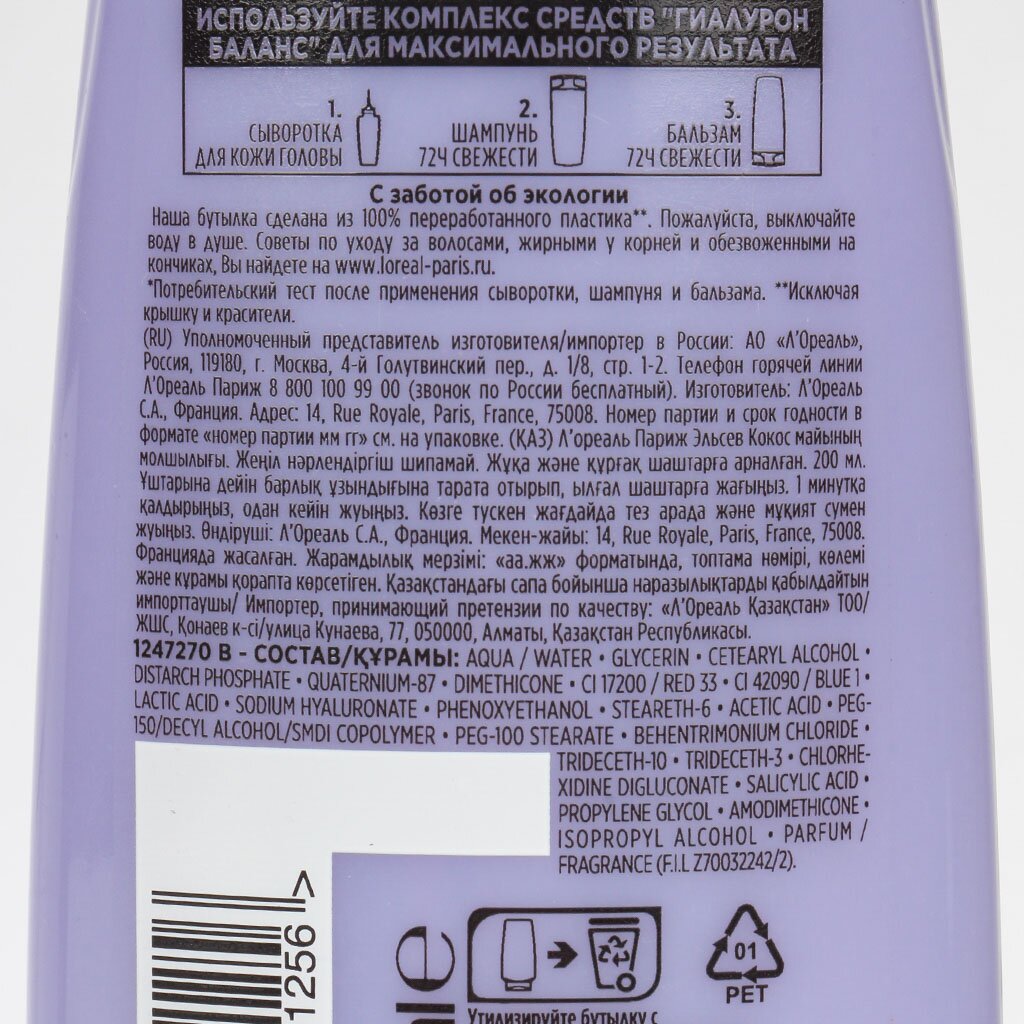 ИСПОЛЬЗУЙТЕ КОМПЛЕКС СРЕДСТВ "ГИАЛУРОН
БАЛАНС" ДЛЯ МАКСИМАЛЬНОГО РЕЗУЛЬТАТА
1.
СЫВОРОТКА
ДЛЯ КОЖИ ГОЛОВЫ
2.
ШАМПУНЬ
72Ч СВЕЖЕСТИ
3.
БАЛЬЗАМ
72Ч СВЕЖЕСТИ
С заботой об экологии
Наша бутылка сделана из 100% переработанного пластика**. Пожалуйста, выключайте
воду в душе. Советы по уходу за волосами, жирными у корней и обезвоженными на
кончиках, Вы найдете на www.loreal-paris.ru.
*Потребительский тест после применения сыворотки, шампуня и бальзама. **Исключая
крышку и красители.
(RU) Уполномоченный представитель изготовителя/импортер в России: АО «Л'Ореаль»,
Россия, 119180, г. Москва, 4-й Голутвинский пер., д. 1/8, стр. 1-2. Телефон горячей линии
Л'Ореаль Париж 8 800 100 99 00 (звонок по России бесплатный). Изготовитель: Л'Ореаль
С.А., Франция. Адрес: 14, Rue Royale, Paris, France, 75008. Номер партии и срок годности в
формате «номер партии мм гг» см. на упаковке. (ҚАЗ) Л'ореаль Париж Эльсев Кокос майының
молшылығы. Жеңіл нәрлендіргіш шипамай. Жұқа және құрғақ шаштарға арналған. 200 мл.
Ұштарына дейін барлық ұзындығына тарата отырып, ылғал шаштарға жағыңыз. 1 минутқа
қалдырыңыз, одан кейін жуыңыз. Көзге түскен жағдайда тез арада және мұқият сумен
жуыңыз. Өндіруші: Л'Ореаль С.А., Франция. Мекен-жайы: 14, Rue Royale, Paris, France, 75008.
Францияда жасалған. Жарамдылық мерзімі: «аа.жж» форматында, топтама нөмірі, көлемі
және құрамы қорапта көрсетіген. Қазақстандағы сапа бойынша наразылықтарды қабылдайтын
импорттаушы/ Импортер, принимающий претензии по качеству: «Л'Ореаль Қазақстан» ТОО/
ЖШС, Қонаев к-сі/улица Кунаева, 77, 050000, Алматы, Қазақстан Республикасы.
1247270 B - СОСТАВ/ҚҰРАМЫ: AQUA / WATER • GLYCERIN • CETEARYL ALCOHOL •
DISTARCH PHOSPHATE • QUATERNIUM-87 • DIMETHICONE • CI 17200 / RED 33 • CI 42090 / BLUE 1 •
LACTIC ACID • SODIUM HYALURONATE • PHENOXYETHANOL • STEARETH-6 • ACETIC ACID • PEG-
150/DECYL ALCOHOL/SMDI COPOLYMER • PEG-100 STEARATE • BEHENTRIMONIUM CHLORIDE •
TRIDECETH-10 • TRIDECETH-3 • CHLORHE-
XIDINE DIGLUCONATE • SALICYLIC ACID •
PROPYLENE GLYCOL • AMODIMETHICONE •
ISOPROPYL ALCOHOL • PARFUM /
FRAGRANCE (F.I.L Z70032242/2).
1256 >
01
PET
Утилизируйте бутылку с